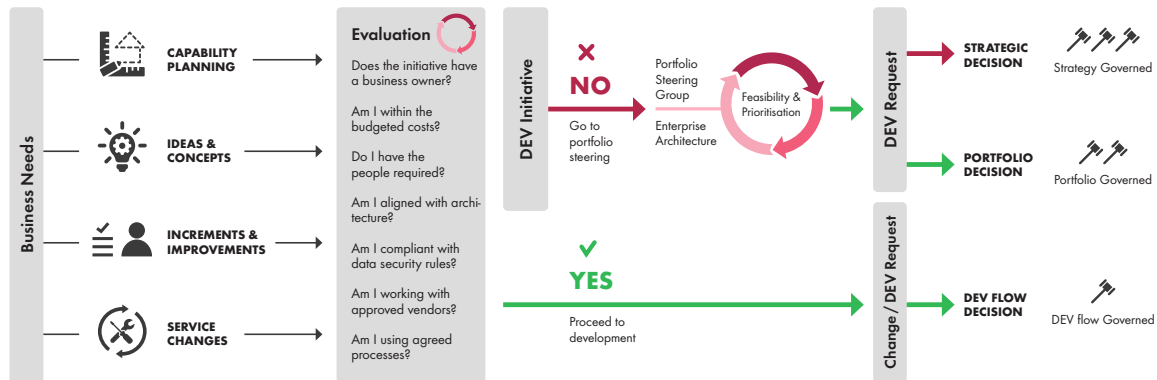 Business Needs
CAPABILITY
PLANNING
IDEAS &
CONCEPTS
INCREMENTS &
IMPROVEMENTS
SERVICE
CHANGES
Evaluation
Does the initiative have
a business owner?
Am I within the
budgeted costs?
Do I have the
people required?
Am I aligned with archi-
tecture?
Am I compliant with
data security rules?
Am I working with
approved vendors?
Am I using agreed
processes?
DEV Initiative
NO
Go to
portfolio
steering
Portfolio
Steering
Group
Enterprise
Architecture
Feasibility &
Prioritisation
YES
Proceed to
development
DEV Request
STRATEGIC
DECISION
Strategy Governed
PORTFOLIO
DECISION
Portfolio Governed
Change / DEV Request
DEV FLOW
DECISION
DEV flow Governed